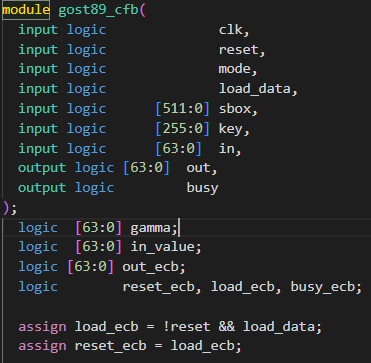 module gost89_cfb(
input logic clk,
input logic reset,
input logic mode,
input logic load_data,
input logic [511:0] sbox,
input logic [255:0] key,
input logic [63:0] in,
output logic [63:0] out,
output logic busy
);
logic [63:0] gamma;
logic [63:0] in_value;
logic [63:0] out_ecb;
logic reset_ecb, load_ecb, busy_ecb;
assign load_ecb = !reset && load_data;
assign reset_ecb = load_ecb;